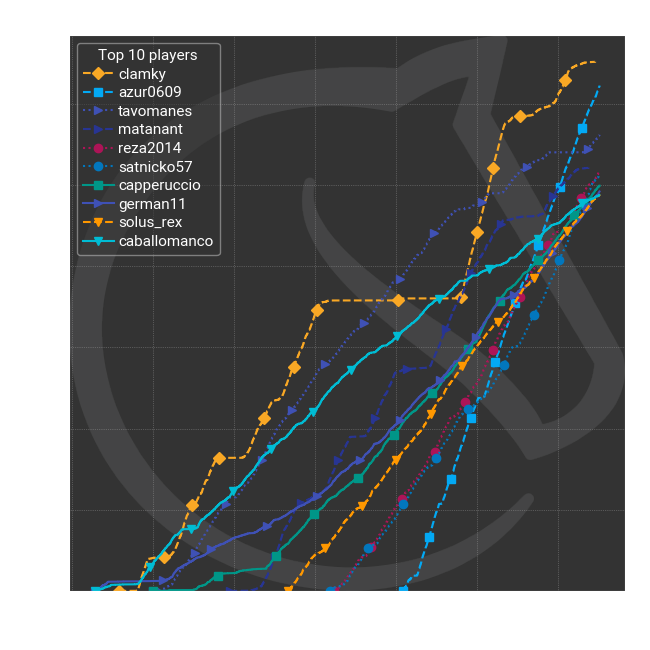 Top 10 players
clamky
azur0609
tavomanes
matanant
reza2014
satnicko57
capperuccio
german11
solus_rex
caballomanco